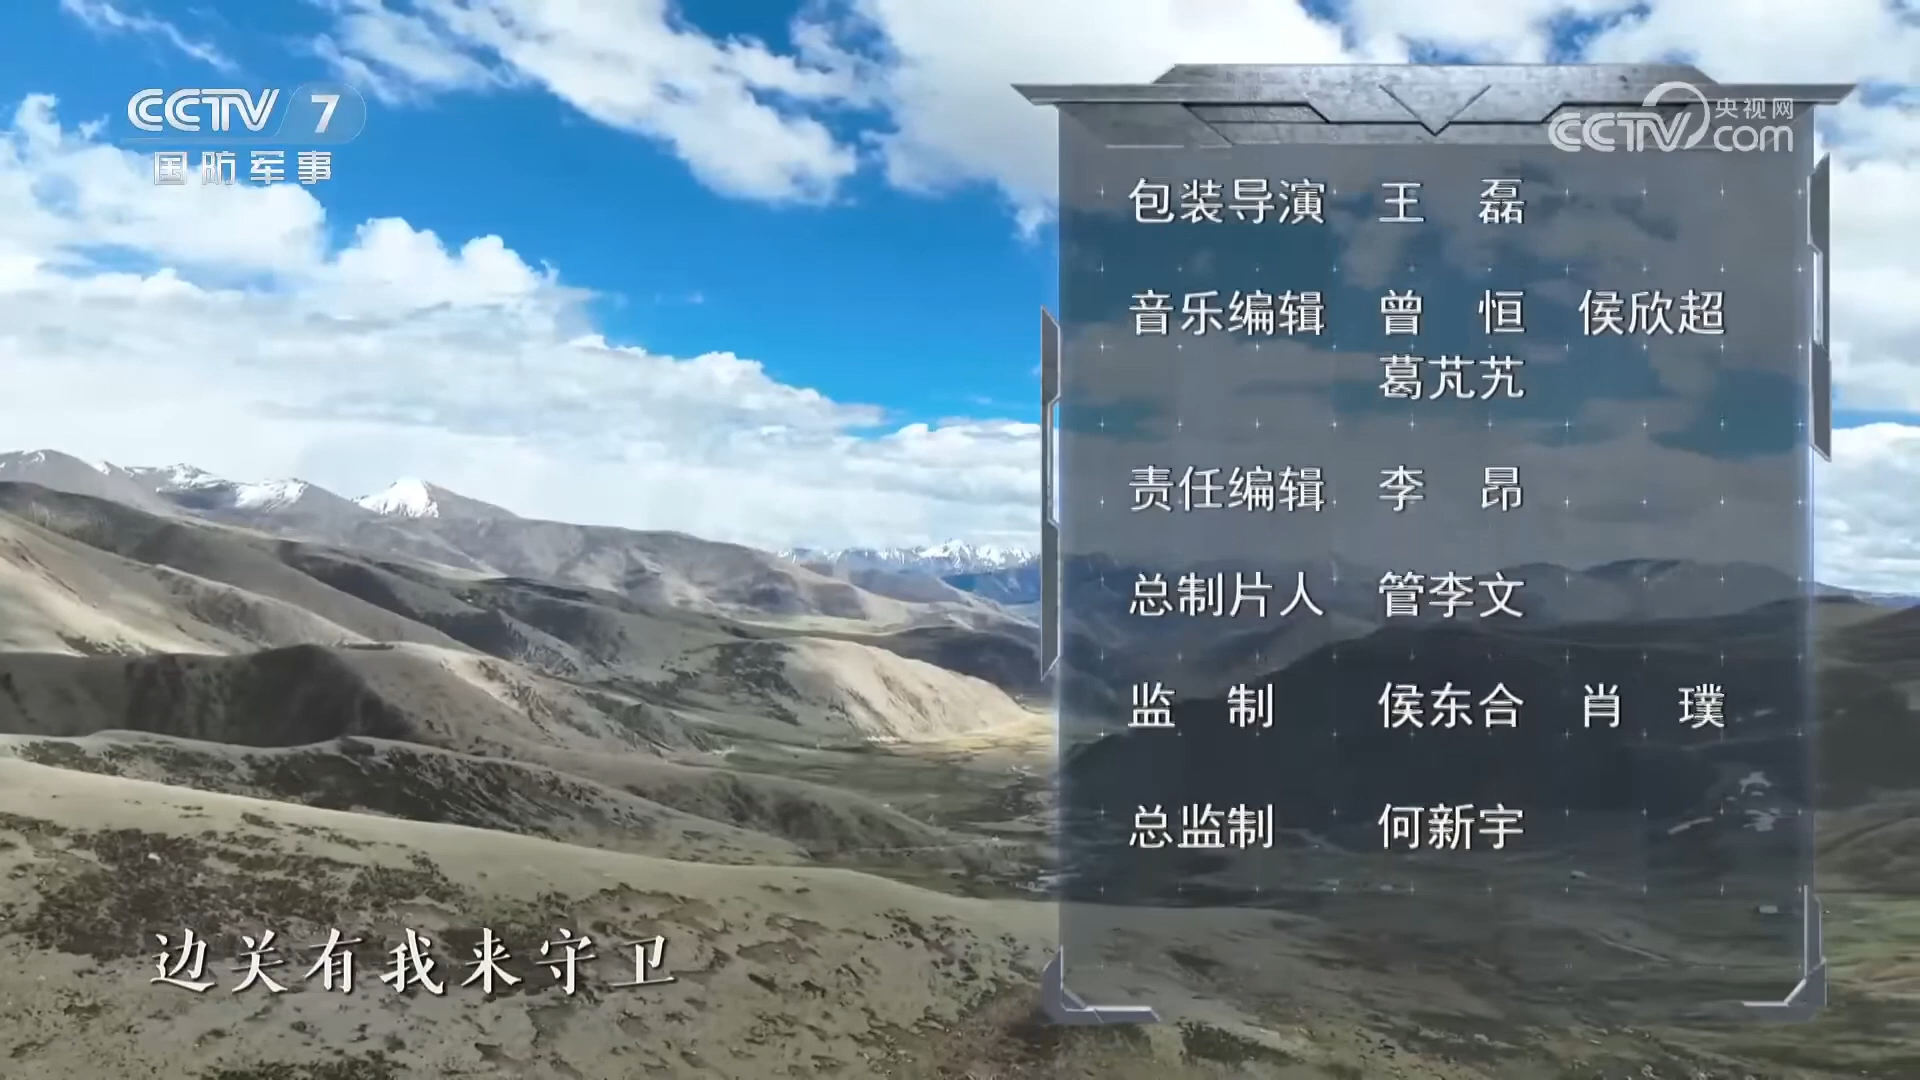 CCTV 7
国防军事
央视网
CCTV.com
包装导演 王 磊
音乐编辑 曾 恒 侯欣超
葛芃艽
责任编辑 李 昂
总制片人 管李文
监 制 侯东合 肖 璞
总监制 何新宇
边关有我来守卫